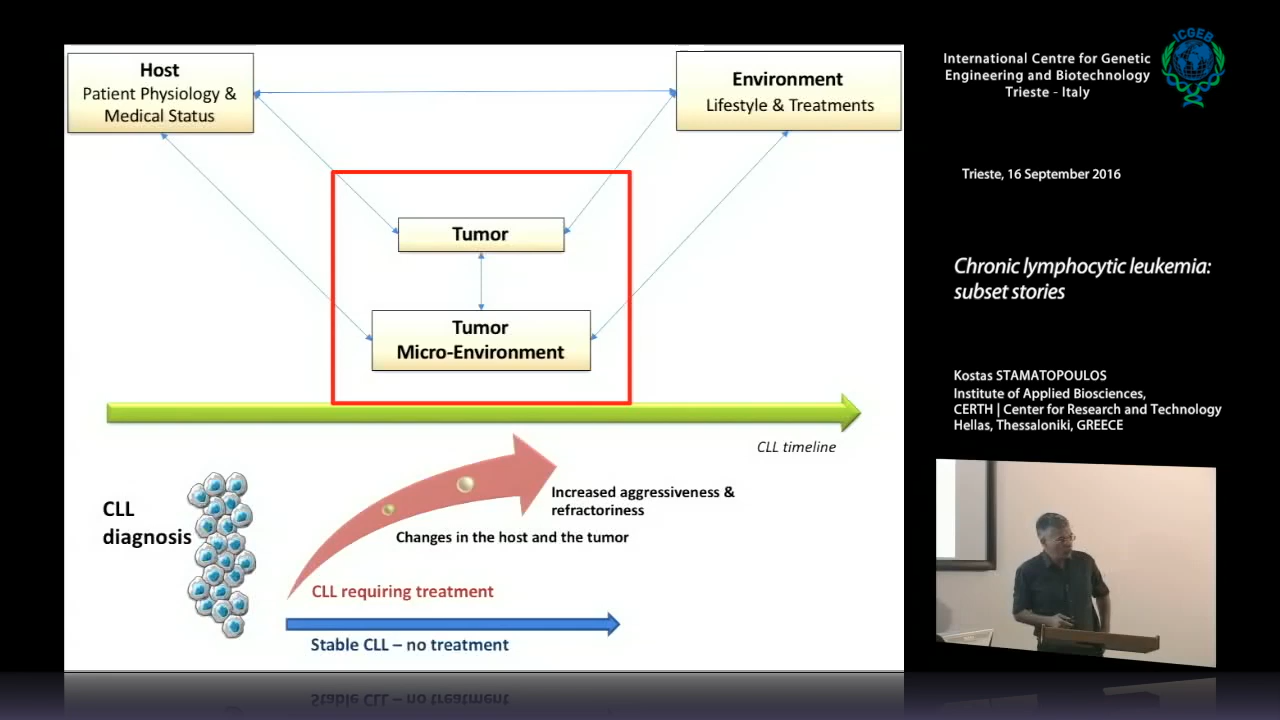 Host
Patient Physiology &
Medical Status
Environment
Lifestyle & Treatments
Tumor
Tumor
Micro-Environment
CLL timeline
CLL
diagnosis
Increased aggressiveness &
refractoriness
Changes in the host and the tumor
CLL requiring treatment
Stable CLL – no treatment
International Centre for Genetic
Engineering and Biotechnology
Trieste - Italy
ICGEB
Trieste, 16 September 2016
Chronic lymphocytic leukemia:
subset stories
Kostas STAMATOPOULOS
Institute of Applied Biosciences,
CERTH | Center for Research and Technology
Hellas, Thessaloniki, GREECE